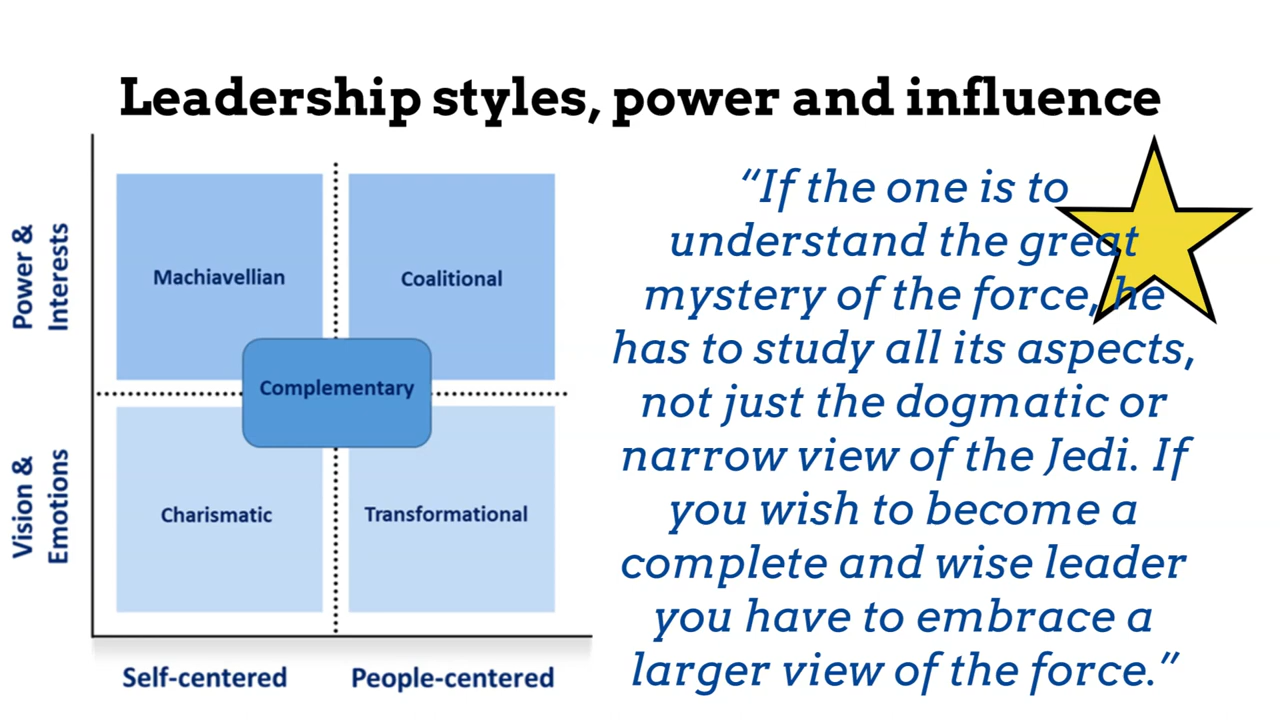 Leadership styles, power and influence
Power &
Interests
Vision &
Emotions
Machiavellian
Coalitional
Complementary
Charismatic
Transformational
Self-centered
People-centered
“If the one is to
understand the great
mystery of the force, he
has to study all its aspects,
not just the dogmatic or
narrow view of the Jedi. If
you wish to become a
complete and wise leader
you have to embrace a
larger view of the force.”